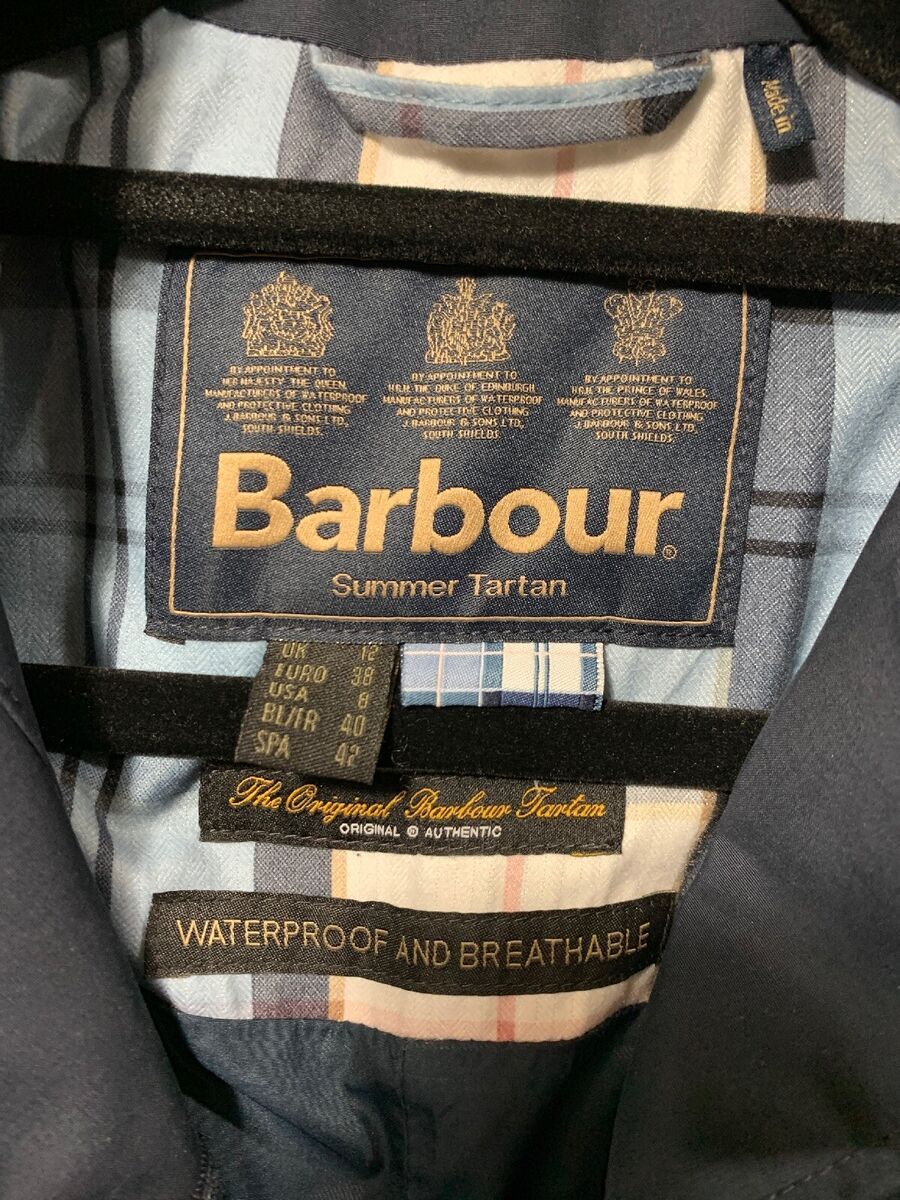 Made in
BY APPOINTMENT TO
HER MAJESTY THE QUEEN
MANUFACTURERS OF WATERPROOF
AND PROTECTIVE CLOTHING
J. BARBOUR & SONS LTD,
SOUTH SHIELDS.
BY APPOINTMENT TO
H.R.H. THE DUKE OF EDINBURGH
MANUFACTURERS OF WATERPROOF
AND PROTECTIVE CLOTHING
J. BARBOUR & SONS LTD,
SOUTH SHIELDS
BY APPOINTMENT TO
H.R.H. THE PRINCE OF WALES
MANUFACTURERS OF WATERPROOF
AND PROTECTIVE CLOTHING
J. BARBOUR & SONS LTD,
SOUTH SHIELDS.
Barbour®
Summer Tartan
UK 12
EURO 38
USA 8
BL/FR 40
SPA 42
The Original Barbour Tartan
ORIGINAL ® AUTHENTIC
WATERPROOF AND BREATHABLE